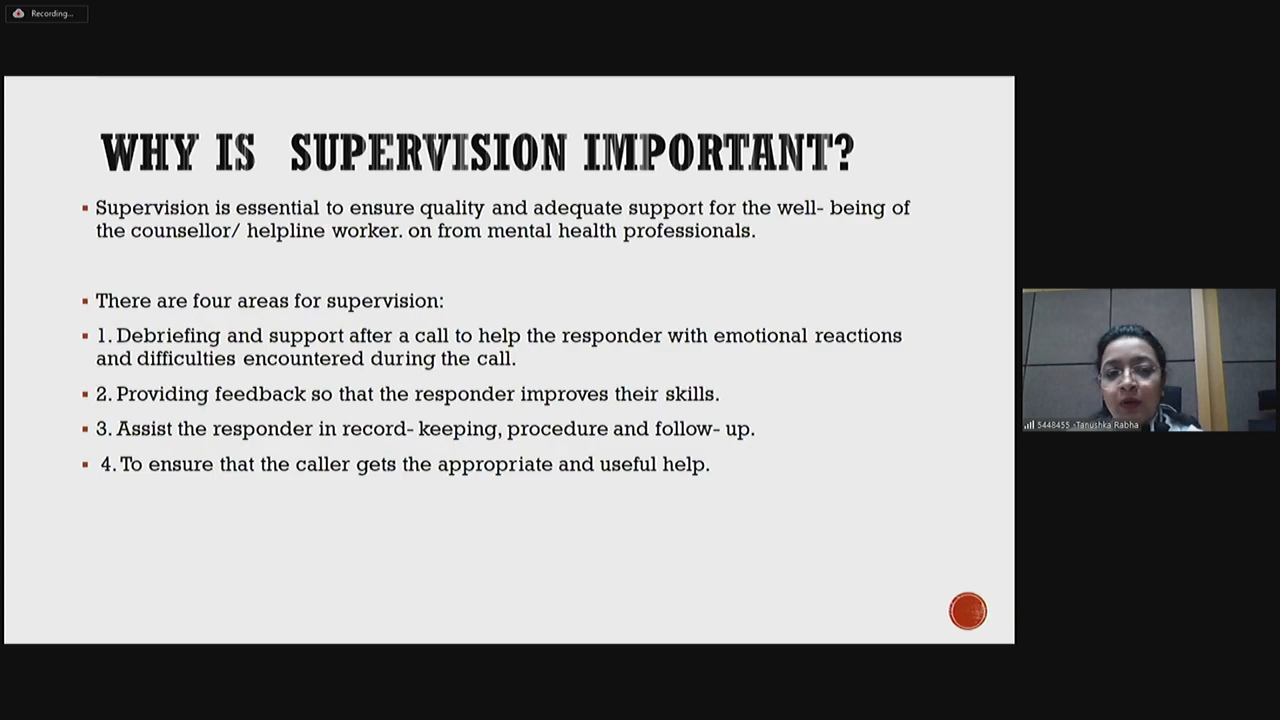 Recording...
WHY IS SUPERVISION IMPORTANT?
▪ Supervision is essential to ensure quality and adequate support for the well- being of
the counsellor/ helpline worker. on from mental health professionals.
▪ There are four areas for supervision:
▪ 1. Debriefing and support after a call to help the responder with emotional reactions
and difficulties encountered during the call.
▪ 2. Providing feedback so that the responder improves their skills.
▪ 3. Assist the responder in record- keeping, procedure and follow- up.
▪ 4. To ensure that the caller gets the appropriate and useful help.
5448455 -Tanushka Rabha